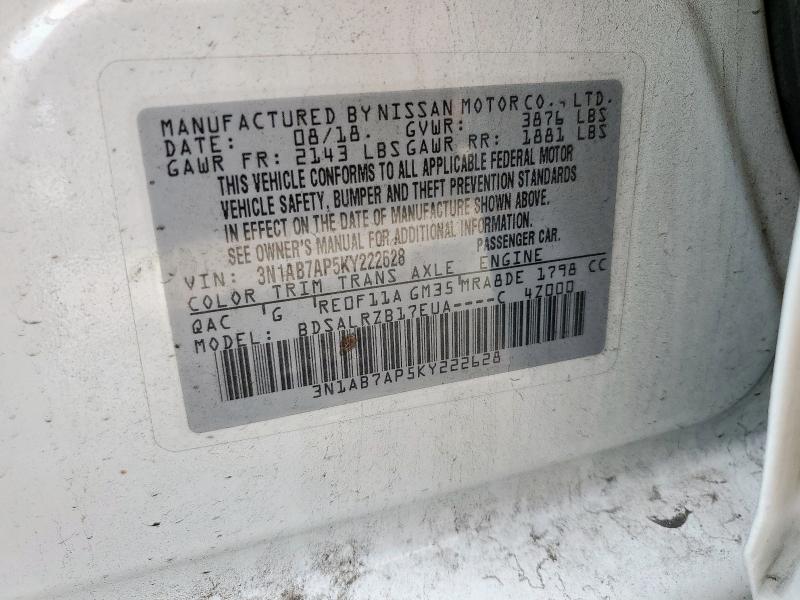 MANUFACTURED BY NISSAN MOTOR CO., LTD.
DATE: 08/18. GVWR: 3876 LBS
GAWR FR: 2143 LBS GAWR RR: 1881 LBS
THIS VEHICLE CONFORMS TO ALL APPLICABLE FEDERAL MOTOR
VEHICLE SAFETY, BUMPER AND THEFT PREVENTION STANDARDS
IN EFFECT ON THE DATE OF MANUFACTURE SHOWN ABOVE.
SEE OWNER'S MANUAL FOR ADDITIONAL INFORMATION.
VIN: 3N1AB7AP5KY222628 PASSENGER CAR.
COLOR TRIM TRANS AXLE ENGINE
QAC G RE0F11A GM35 MRA8DE 1798 CC
MODEL: BDSALRZB17EUA----C 4Z000
3N1AB7AP5KY222628